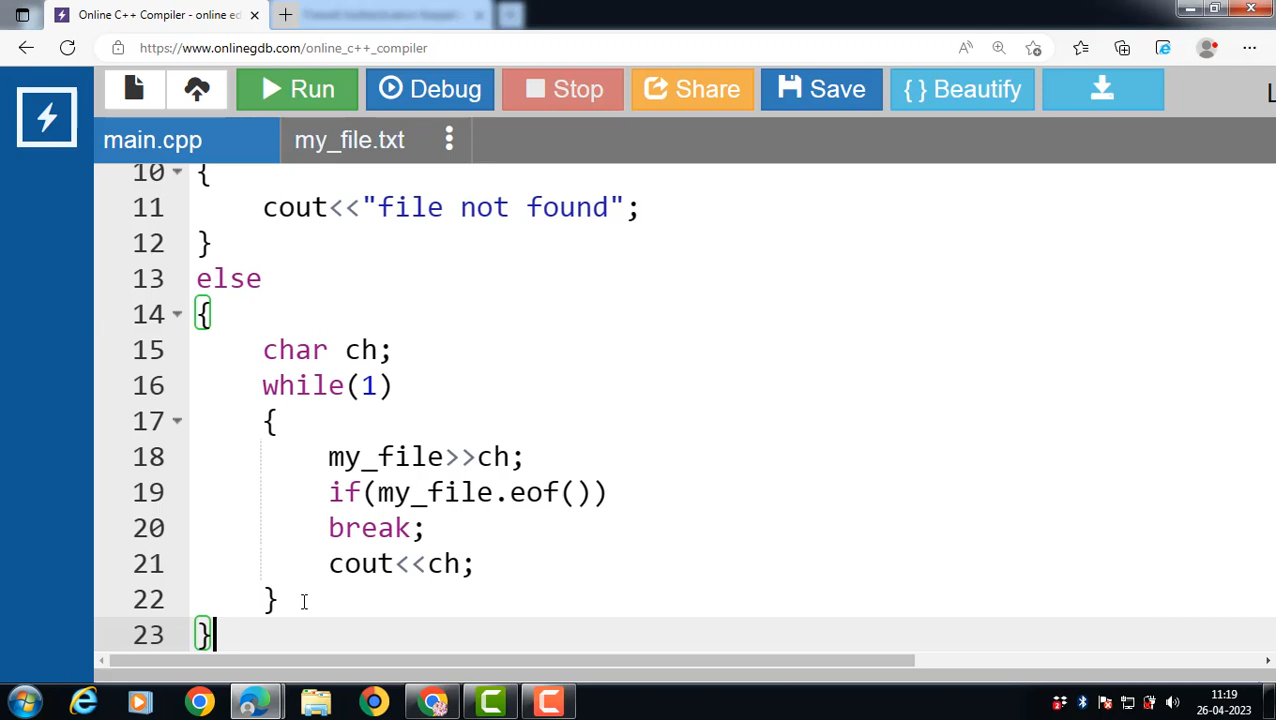 Online C++ Compiler - online ed
https://www.onlinegdb.com/online_c++_compiler
Run Debug Stop Share Save { } Beautify L
main.cpp my_file.txt
10 {
11 cout<<"file not found";
12 }
13 else
14 {
15 char ch;
16 while(1)
17 {
18 my_file>>ch;
19 if(my_file.eof())
20 break;
21 cout<<ch;
22 }
23 }
11:19
26-04-2023